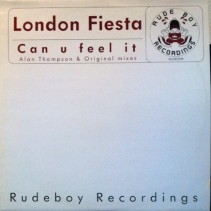 London Fiesta
Can u feel it
Alan Thompson & Original mixes
RUDE BOY
RECORDINGS
Rudeboy Recordings